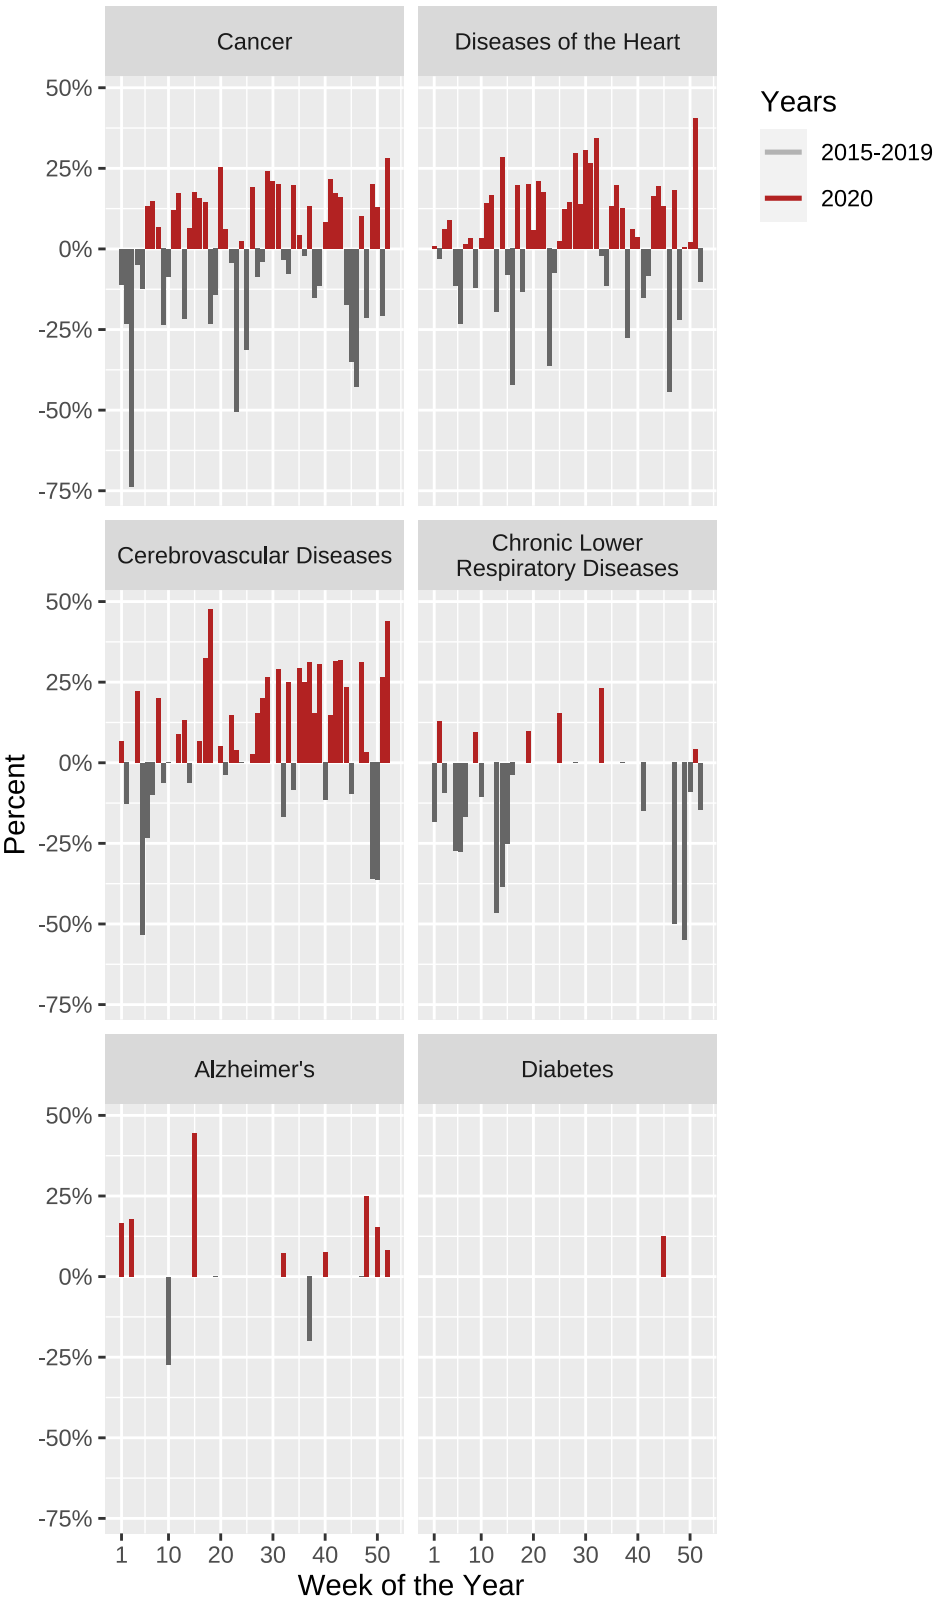 Cancer
Diseases of the Heart
50%
25%
0%
-25%
-50%
-75%
Years
2015-2019
2020
Cerebrovascular Diseases
Chronic Lower
Respiratory Diseases
50%
25%
0%
-25%
-50%
-75%
Percent
Alzheimer's
Diabetes
50%
25%
0%
-25%
-50%
-75%
1 10 20 30 40 50
1 10 20 30 40 50
Week of the Year